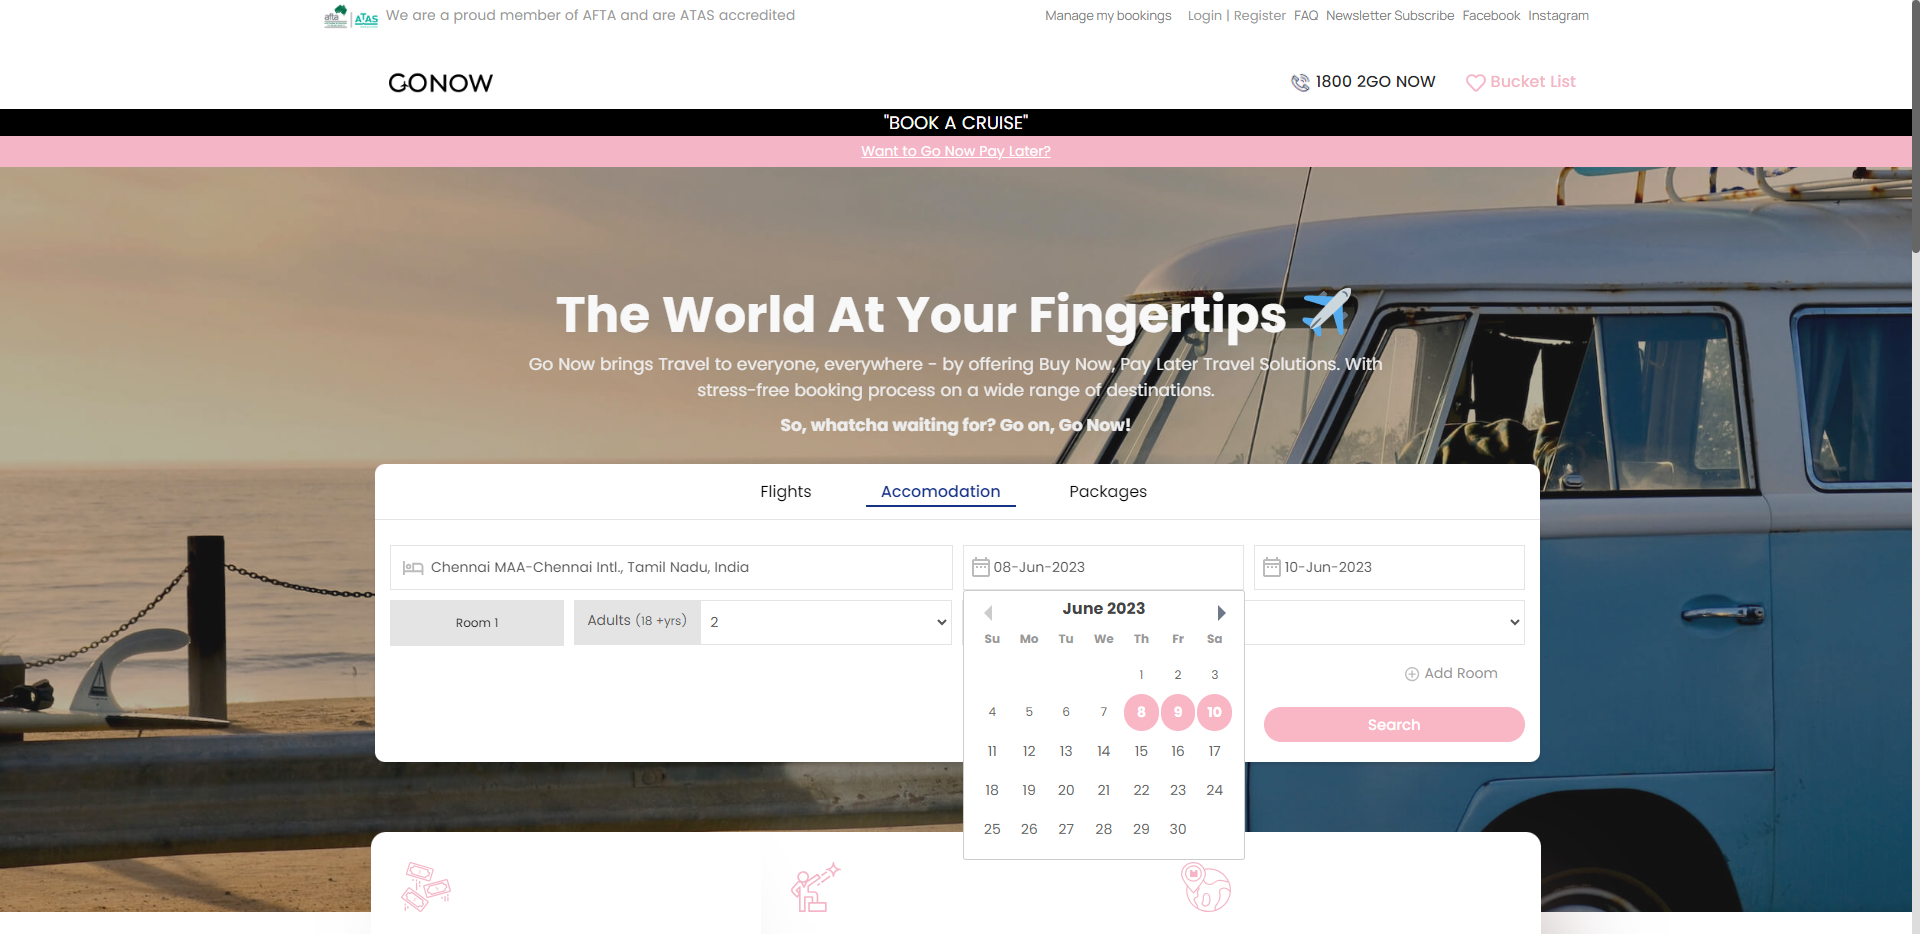 afta ATAS We are a proud member of AFTA and are ATAS accredited
Manage my bookings Login | Register FAQ Newsletter Subscribe Facebook Instagram
GONOW
1800 2GO NOW Bucket List
"BOOK A CRUISE"
Want to Go Now Pay Later?
The World At Your Fingertips
Go Now brings Travel to everyone, everywhere - by offering Buy Now, Pay Later Travel Solutions. With
stress-free booking process on a wide range of destinations.
So, whatcha waiting for? Go on, Go Now!
Flights Accomodation Packages
Chennai MAA-Chennai Intl., Tamil Nadu, India 08-Jun-2023 10-Jun-2023
Room 1 Adults (18 +yrs) 2
June 2023
Su Mo Tu We Th Fr Sa
1 2 3
4 5 6 7 8 9 10
11 12 13 14 15 16 17
18 19 20 21 22 23 24
25 26 27 28 29 30
Add Room
Search